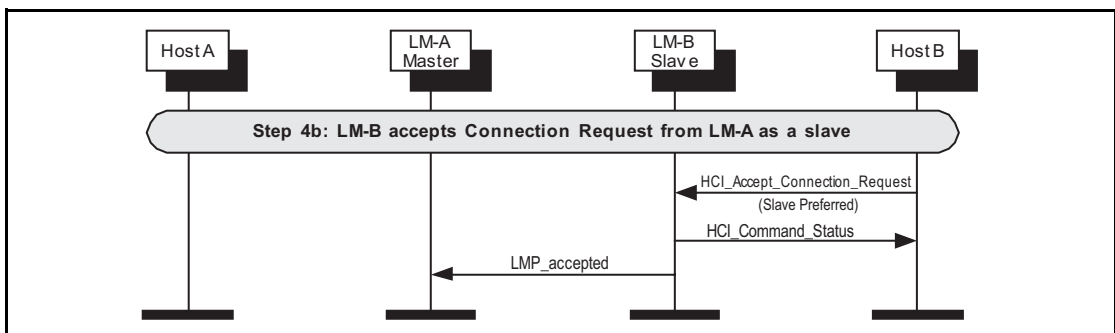 Host A
LM-A
Master
LM-B
Slave
Host B
Step 4b: LM-B accepts Connection Request from LM-A as a slave
HCI_Accept_Connection_Request
(Slave Preferred)
HCI_Command_Status
LMP_accepted